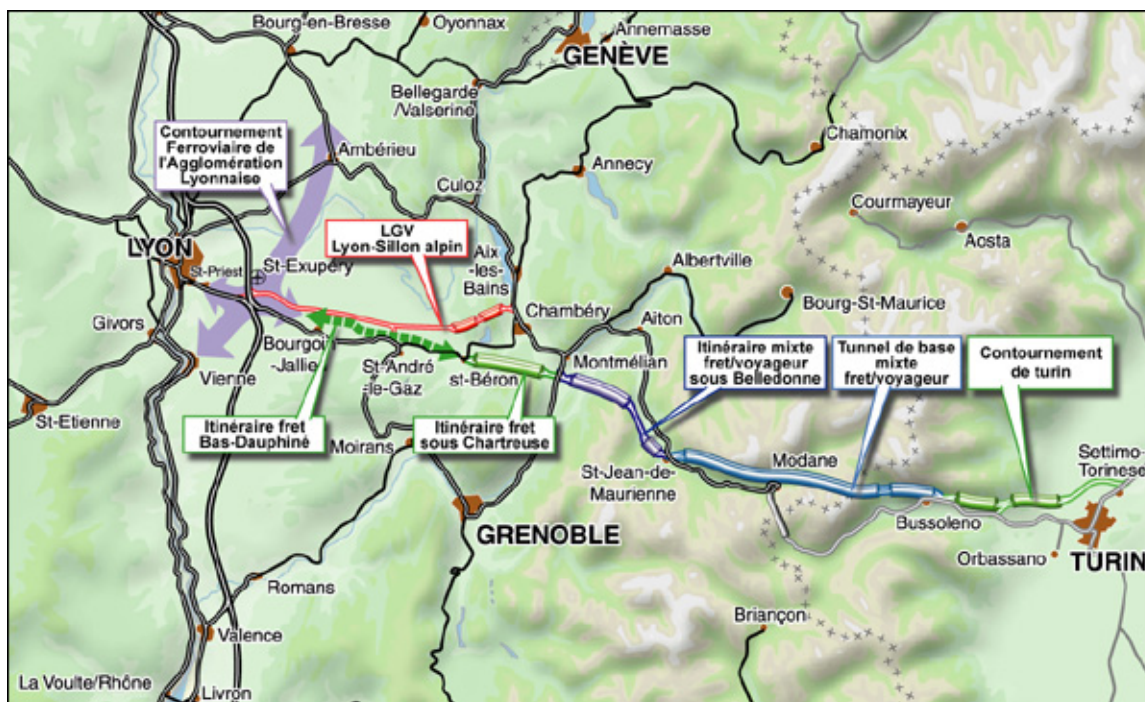 Bourg-en-Bresse
Oyonnax
Annemasse
GENÈVE
Bellegarde
/Valserine
Contournement
Ferroviaire de
l'Agglomération
Lyonnaise
Ambérieu
Chamonix
Annecy
Culoz
Courmayeur
Aosta
LGV
Lyon-Sillon alpin
LYON
St-Priest
St-Exupéry
Aix
-les-
Bains
Albertville
Bourg-St-Maurice
Givors
Chambéry
Aiton
Bourgoin
-Jallieu
Montmélian
Itinéraire mixte
fret/voyageur
sous Belledonne
Tunnel de base
mixte
fret/voyageur
Contournement
de turin
Vienne
St-André
-le-Gaz
st-Béron
St-Etienne
Itinéraire fret
Bas-Dauphiné
Itinéraire fret
sous Chartreuse
Moirans
St-Jean-de-
Maurienne
Modane
Settimo-
Torinese
GRENOBLE
Bussoleno
Orbassano
TURIN
Romans
Briançon
Valence
La Voulte/Rhône
Livron